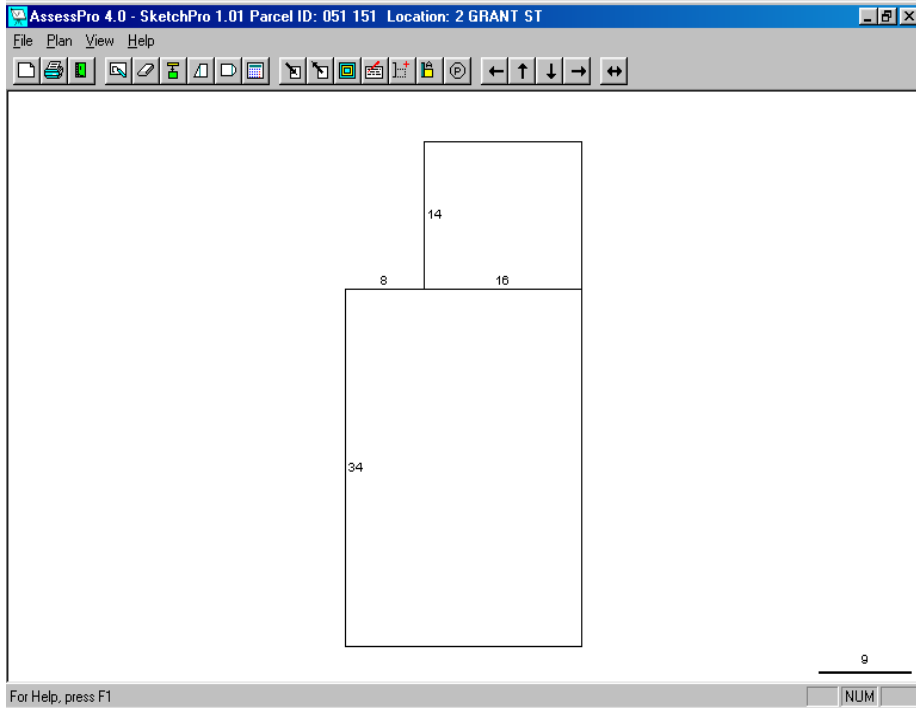 AssessPro 4.0 - SketchPro 1.01 Parcel ID: 051 151 Location: 2 GRANT ST
File Plan View Help
P
14
8 16
34
9
For Help, press F1 NUM